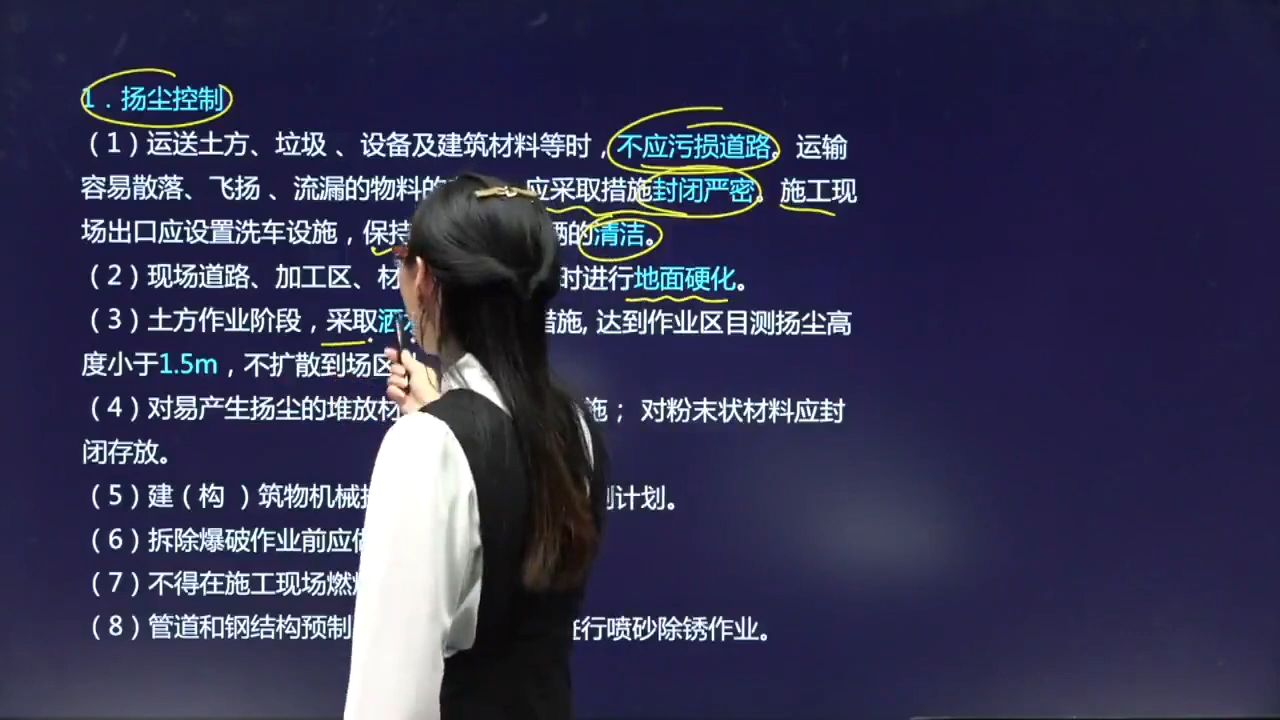 1．扬尘控制
（1）运送土方、垃圾 、设备及建筑材料等时，不应污损道路。运输
容易散落、飞扬 、流漏的物料的 应采取措施封闭严密。施工现
场出口应设置洗车设施，保持 的清洁。
（2）现场道路、加工区、材 时进行地面硬化。
（3）土方作业阶段，采取洒 措施, 达到作业区目测扬尘高
度小于1.5m，不扩散到场区
（4）对易产生扬尘的堆放材 施； 对粉末状材料应封
闭存放。
（5）建（构 ）筑物机械 计划。
（6）拆除爆破作业前应
（7）不得在施工现场燃
（8）管道和钢结构预制 进行喷砂除锈作业。